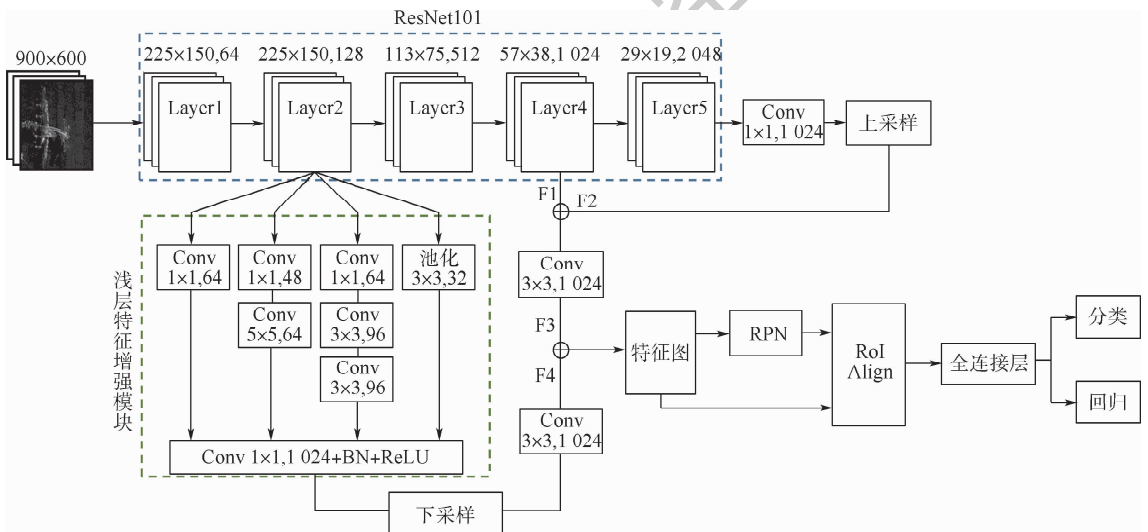 ResNet101
900×600
225×150,64
225×150,128
113×75,512
57×38,1 024
29×19,2 048
Layer1
Layer2
Layer3
Layer4
Layer5
Conv
1×1,1 024
上采样
F1
F2
浅层特征增强模块
Conv
1×1,64
Conv
1×1,48
Conv
1×1,64
池化
3×3,32
Conv
5×5,64
Conv
3×3,96
Conv
3×3,96
Conv 1×1,1 024+BN+ReLU
下采样
Conv
3×3,1 024
F3
F4
Conv
3×3,1 024
特征图
RPN
RoI
Align
全连接层
分类
回归